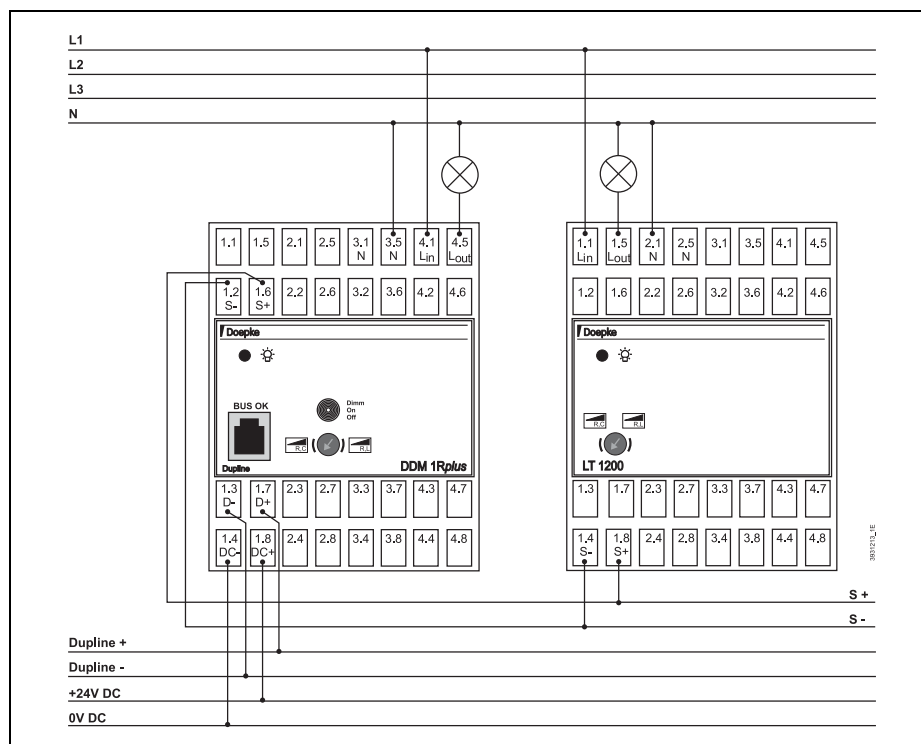 L1
L2
L3
N
1.1 1.5 2.1 2.5 3.1 N 3.5 N 4.1 Lin 4.5 Lout
1.2 S- 1.6 S+ 2.2 2.6 3.2 3.6 4.2 4.6
Doepke
BUS OK
Dimm
On
Off
R,C R,L
Dupline
DDM 1Rplus
1.3 D- 1.7 D+ 2.3 2.7 3.3 3.7 4.3 4.7
1.4 DC- 1.8 DC+ 2.4 2.8 3.4 3.8 4.4 4.8
1.1 Lin 1.5 Lout 2.1 N 2.5 N 3.1 3.5 4.1 4.5
1.2 1.6 2.2 2.6 3.2 3.6 4.2 4.6
Doepke
R,C R,L
LT 1200
1.3 1.7 2.3 2.7 3.3 3.7 4.3 4.7
1.4 S- 1.8 S+ 2.4 2.8 3.4 3.8 4.4 4.8
3931213_1E
S +
S -
Dupline +
Dupline -
+24V DC
0V DC